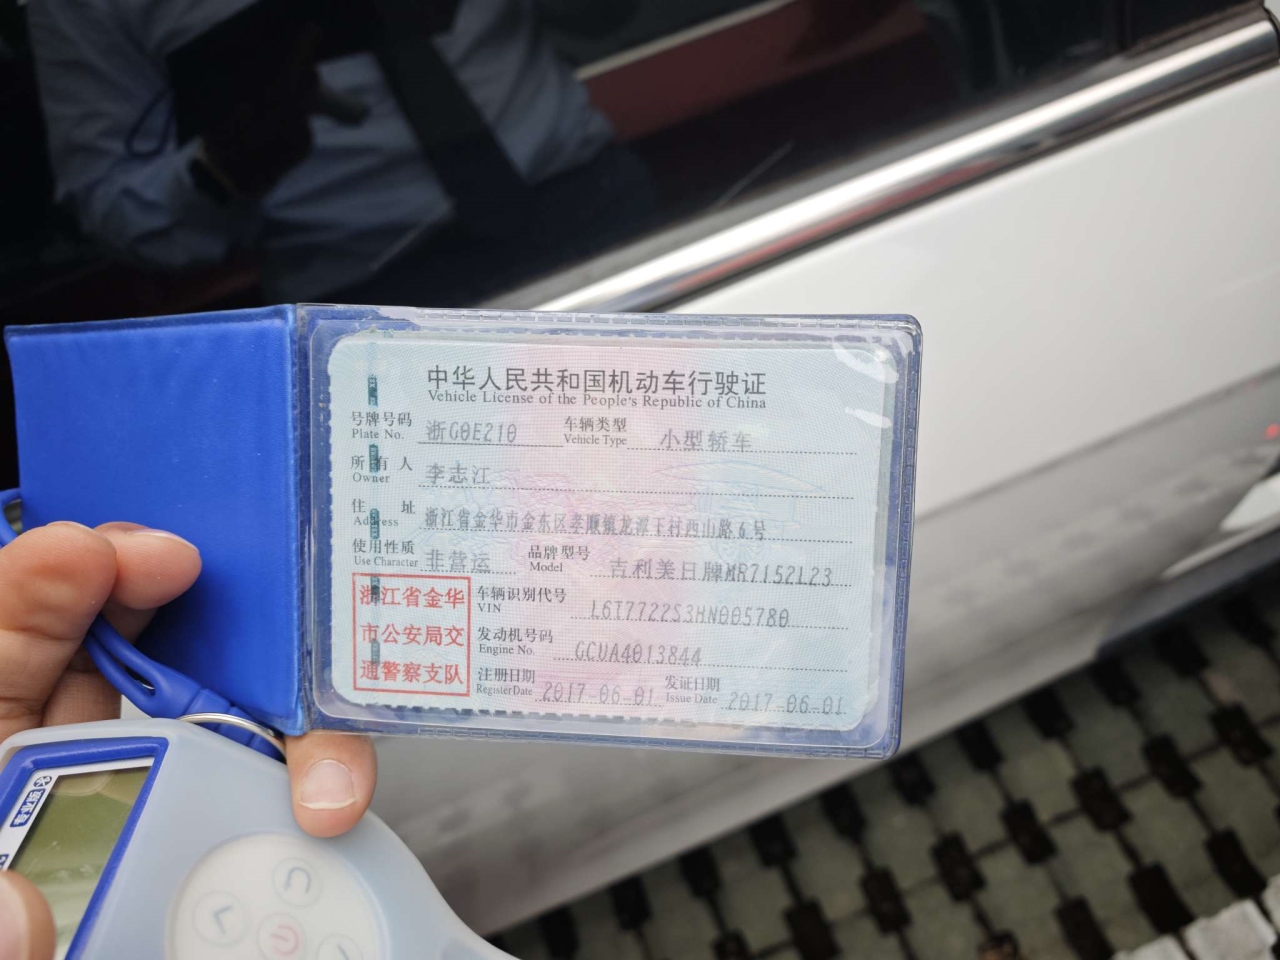 中华人民共和国机动车行驶证
Vehicle License of the People's Republic of China
号牌号码 浙G0E210 车辆类型 小型轿车
Plate No. Vehicle Type
所有人 李志江
Owner
住址 浙江省金华市金东区孝顺镇龙潭王村西山路6号
Address
使用性质 非营运 品牌型号 吉利美日牌MR7152L23
Use Character Model
浙江省金华
市公安局交
通警察支队
车辆识别代号 L6T7722S3HN005780
VIN
发动机号码 GCUA4013844
Engine No.
注册日期 2017-06-01 发证日期 2017-06-01
Register Date Issue Date